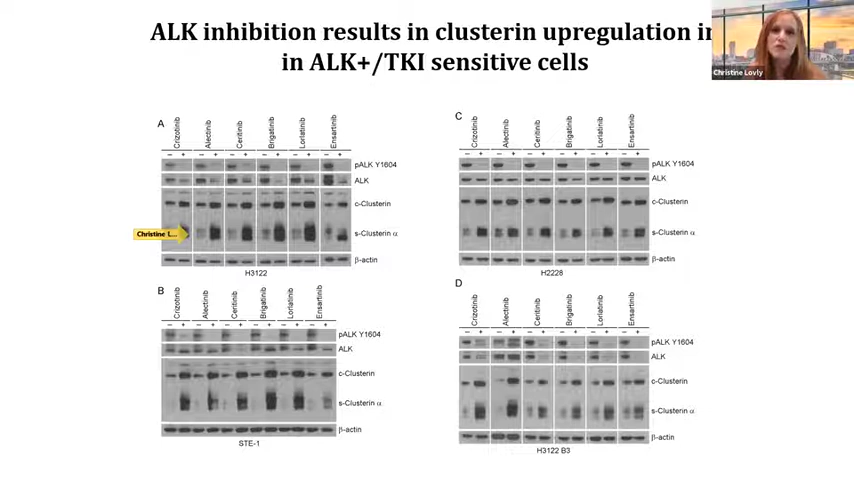 ALK inhibition results in clusterin upregulation in
in ALK+/TKI sensitive cells
Christine Lovly
A
Crizotinib
Alectinib
Ceritinib
Brigatinib
Lorlatinib
Ensartinib
– + – + – + – + – + – +
pALK Y1604
ALK
c-Clusterin
Christine L...
s-Clusterin α
β-actin
H3122
C
Crizotinib
Alectinib
Ceritinib
Brigatinib
Lorlatinib
Ensartinib
– + – + – + – + – + – +
pALK Y1604
ALK
c-Clusterin
s-Clusterin α
β-actin
H2228
B
Crizotinib
Alectinib
Ceritinib
Brigatinib
Lorlatinib
Ensartinib
– + – + – + – + – + – +
pALK Y1604
ALK
c-Clusterin
s-Clusterin α
β-actin
STE-1
D
Crizotinib
Alectinib
Ceritinib
Brigatinib
Lorlatinib
Ensartinib
– + – + – + – + – + – +
pALK Y1604
ALK
c-Clusterin
s-Clusterin α
β-actin
H3122 B3